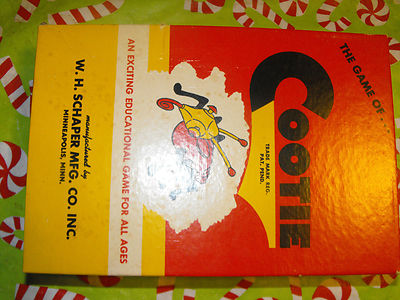 THE GAME OF
COOTIE
TRADE MARK REG.
PAT. PEND.
AN EXCITING EDUCATIONAL GAME FOR ALL AGES
manufactured by
W. H. SCHAPER MFG. CO. INC.
MINNEAPOLIS, MINN.